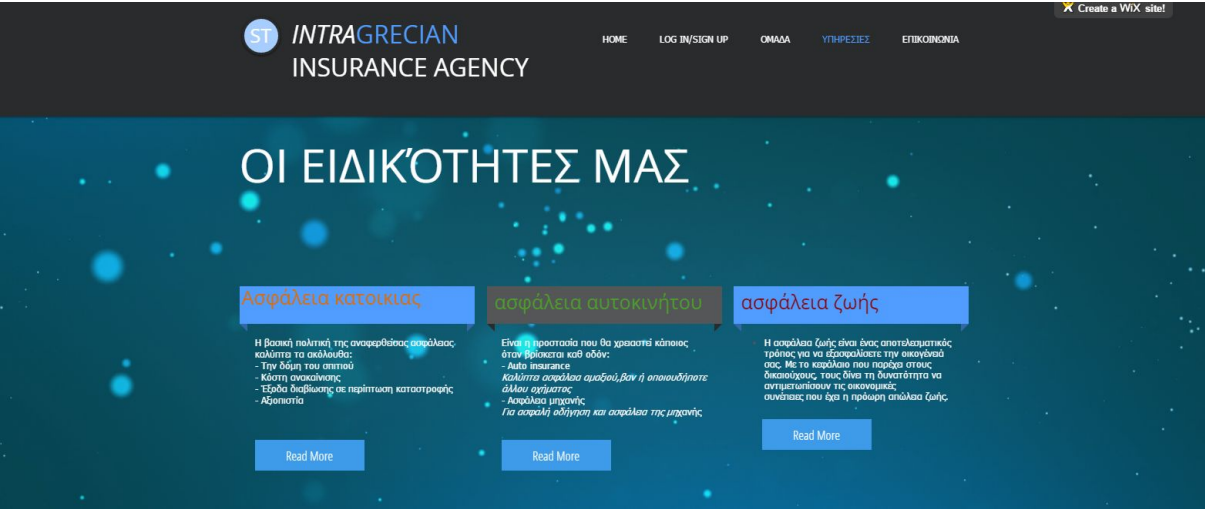 Create a WiX site!
ST
INTRAGRECIAN
INSURANCE AGENCY
HOME LOG IN/SIGN UP ΟΜΑΔΑ ΥΠΗΡΕΣΙΕΣ ΕΠΙΚΟΙΝΩΝΙΑ
ΟΙ ΕΙΔΙΚΌΤΗΤΕΣ ΜΑΣ
Ασφάλεια κατοικιας
Η βασική πολιτική της αναφερθείσας ασφάλειας
καλύπτει τα ακόλουθα:
- Την δόμη του σπιτιού
- Κόστη ανακαίνισης
- Έξοδα διαβίωσης σε περίπτωση καταστροφής
- Αξιοπιστία
Read More
ασφάλεια αυτοκινήτου
Είναι η προστασία που θα χρειαστεί κάποιος
όταν βρίσκεται καθ οδόν:
- Auto insurance
Καλύπτει ασφάλεια αμαξιού,βαν ή οποιουδήποτε
άλλου οχήματος
- Ασφάλεια μηχανής
Για ασφαλή οδήγηση και ασφάλεια της μηχανής
Read More
ασφάλεια ζωής
Η ασφάλεια ζωής είναι ένας αποτελεσματικός
τρόπος για να εξασφαλίσετε την οικογένειά
σας. Με το κεφάλαιο που παρέχει στους
δικαιούχους, τους δίνει τη δυνατότητα να
αντιμετωπίσουν τις οικονομικές
συνέπειες που έχει η πρόωρη απώλεια ζωής.
Read More